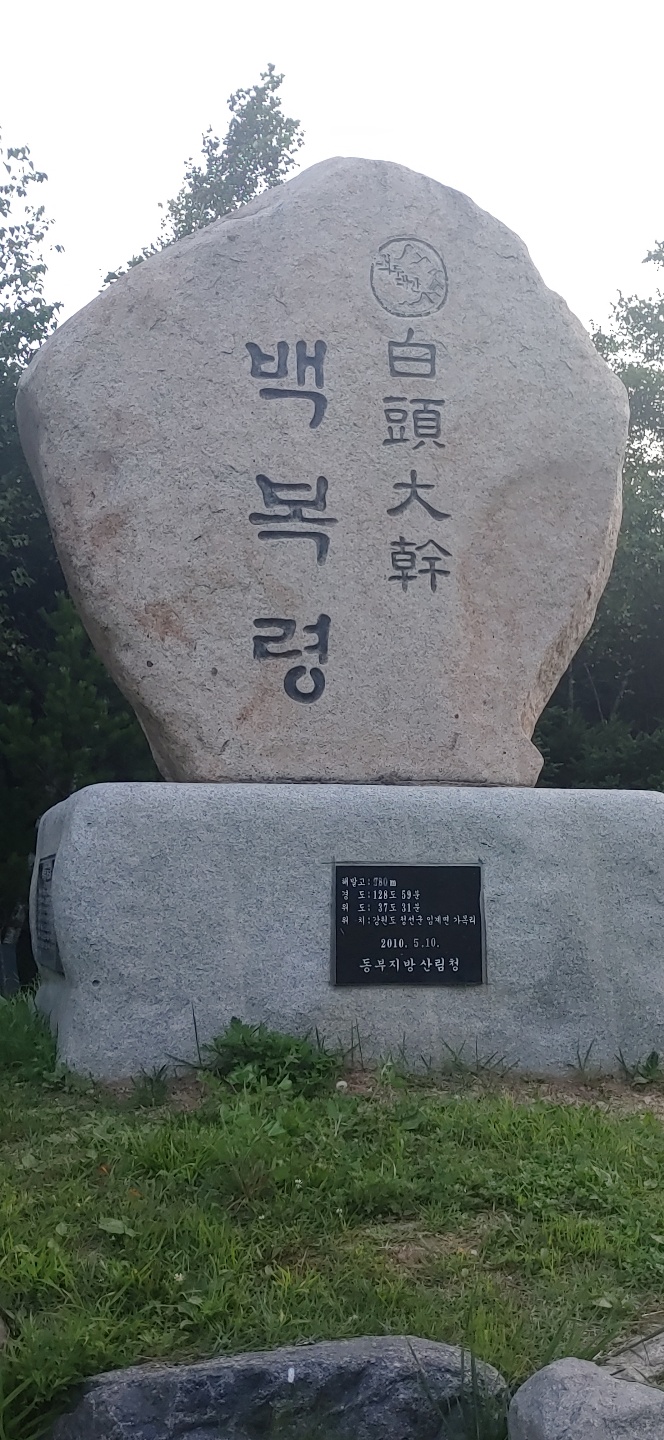 白頭大幹
백복령
해발고: 780m
경 도: 128도 59분
위 도: 37도 31분
위 치: 강원도 정선군 임계면 가목리
2010. 5. 10.
동부지방산림청